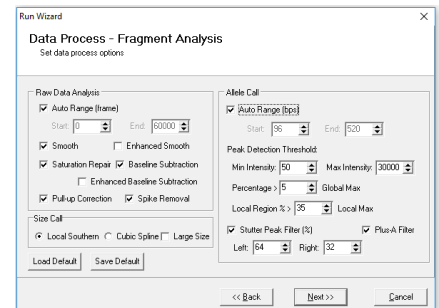 Run Wizard
Data Process - Fragment Analysis
Set data process options
Raw Data Analysis
Auto Range (frame)
Start: 0 End: 60000
Smooth Enhanced Smooth
Saturation Repair Baseline Subtraction
Enhanced Baseline Subtraction
Pull-up Correction Spike Removal
Size Call
Local Southern Cubic Spline Large Size
Load Default Save Default
Allele Call
Auto Range (bps)
Start: 96 End: 520
Peak Detection Threshold:
Min Intensity: 50 Max Intensity: 30000
Percentage > 5 Global Max
Local Region % > 35 Local Max
Stutter Peak Filter (%) Plus-A Filter
Left: 64 Right: 32
<< Back Next >> Cancel